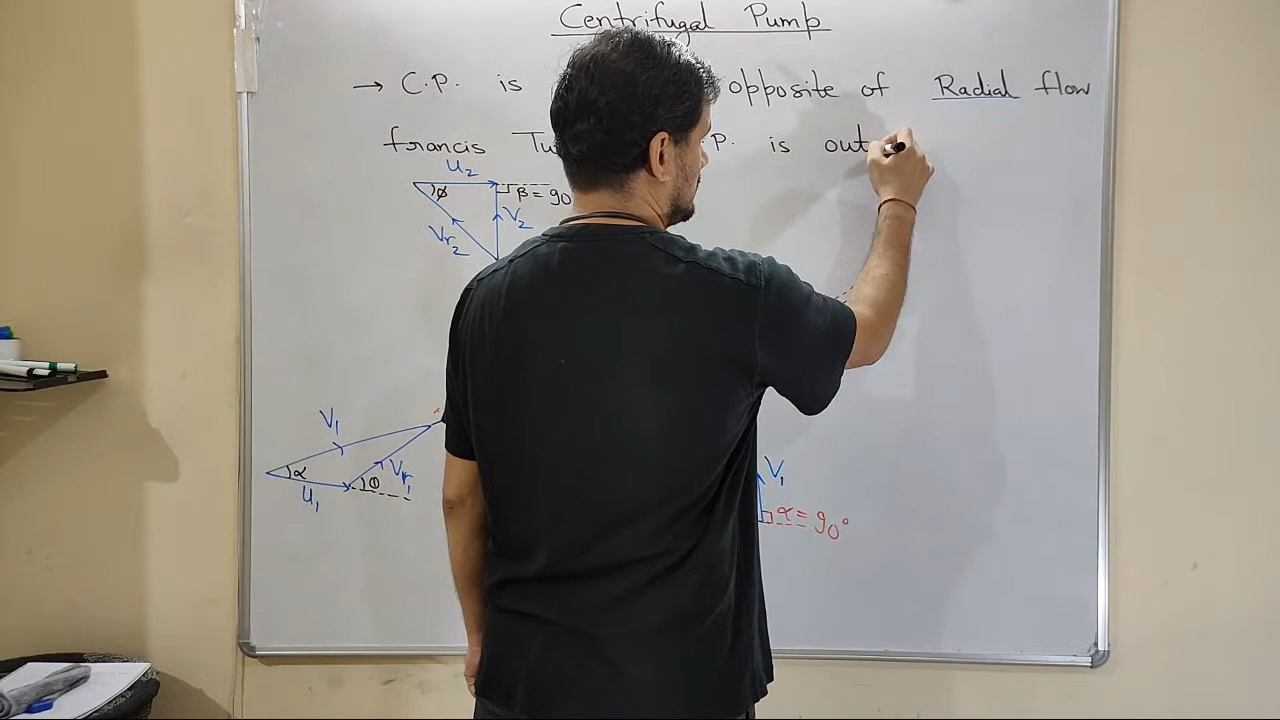 Centrifugal Pump
→ C.P. is opposite of Radial flow
francis Tu P. is out
u₂
ϕ β = 90
V₂
Vr₂
V₁
α Vr₁
θ
u₁
V₁
α = 90°